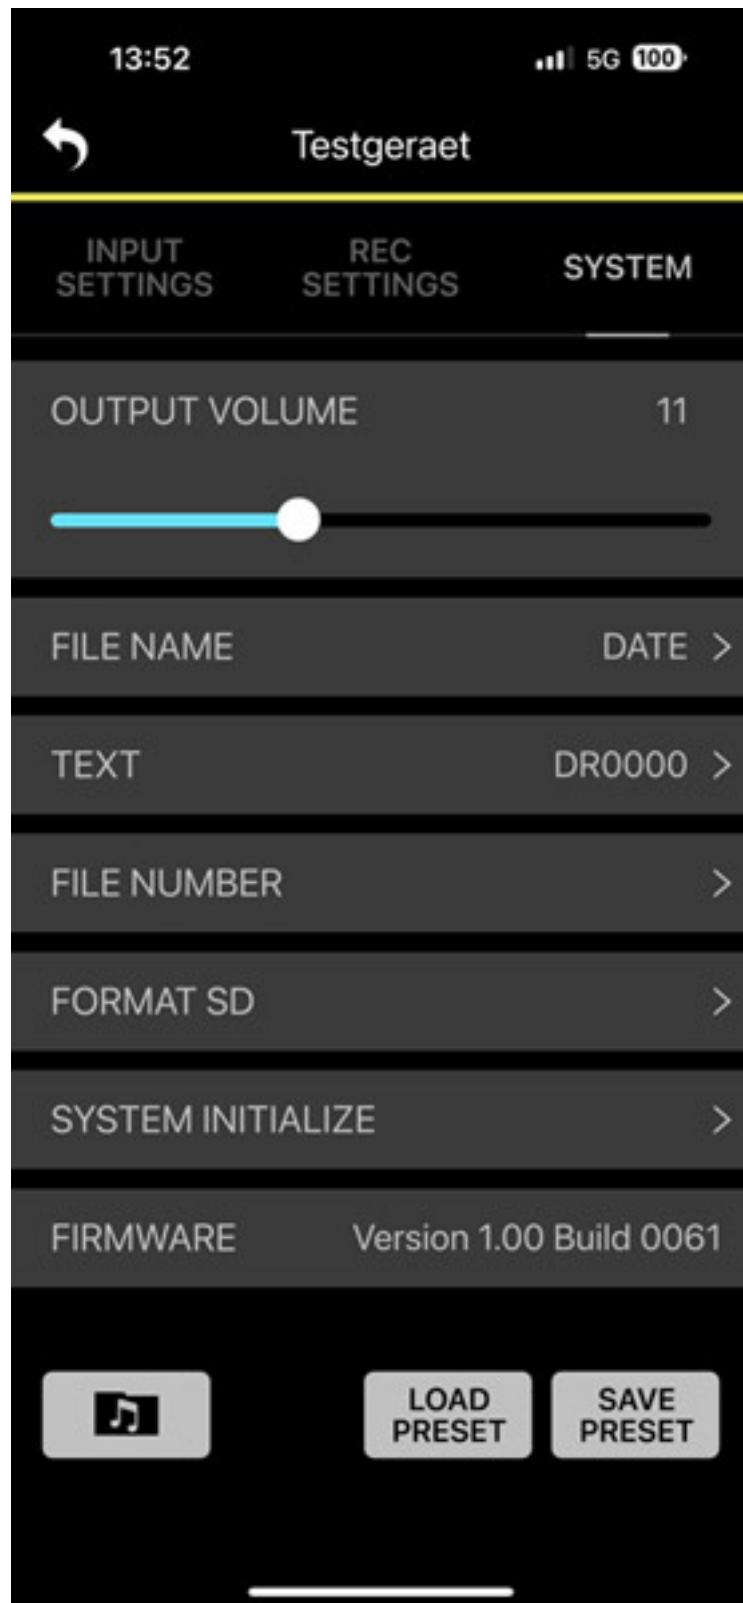 13:52 5G 100
Testgeraet
INPUT SETTINGS
REC SETTINGS
SYSTEM
OUTPUT VOLUME 11
FILE NAME DATE >
TEXT DR0000 >
FILE NUMBER >
FORMAT SD >
SYSTEM INITIALIZE >
FIRMWARE Version 1.00 Build 0061
LOAD PRESET
SAVE PRESET